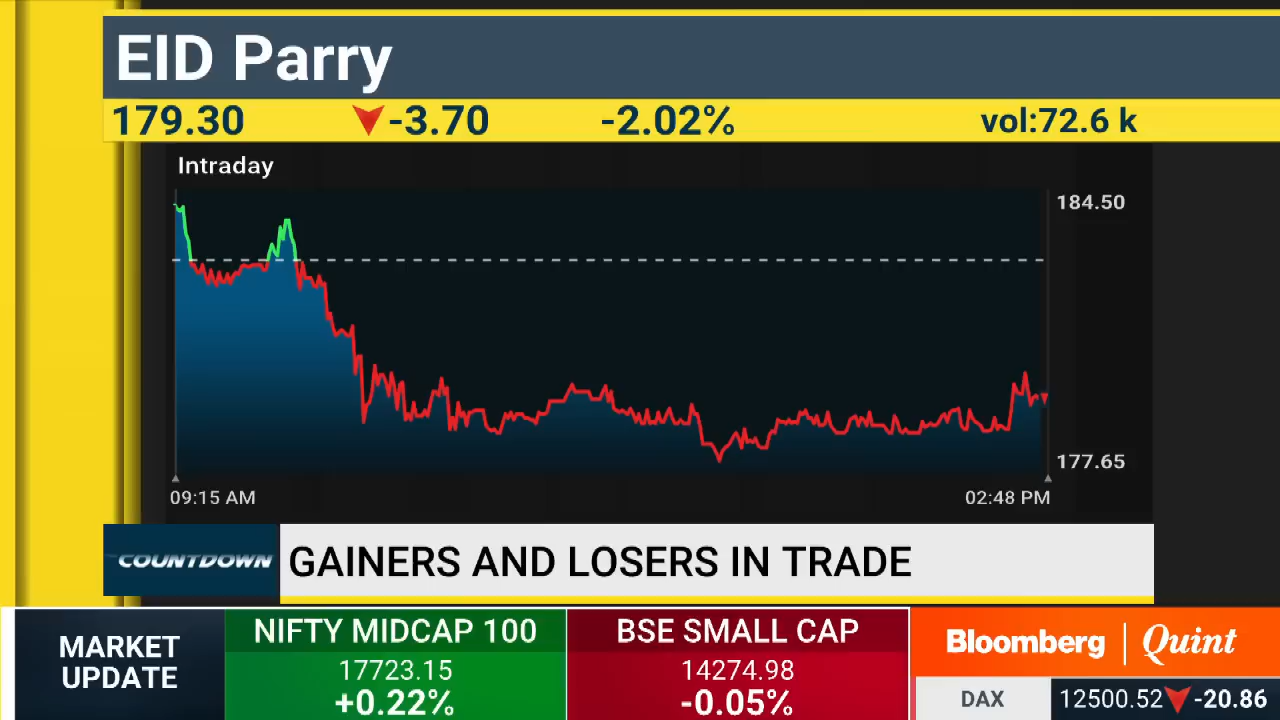 EID Parry
179.30 -3.70 -2.02% vol:72.6 k
Intraday
184.50
177.65
09:15 AM 02:48 PM
COUNTDOWN GAINERS AND LOSERS IN TRADE
MARKET UPDATE
NIFTY MIDCAP 100
17723.15
+0.22%
BSE SMALL CAP
14274.98
-0.05%
Bloomberg | Quint
DAX 12500.52 -20.86